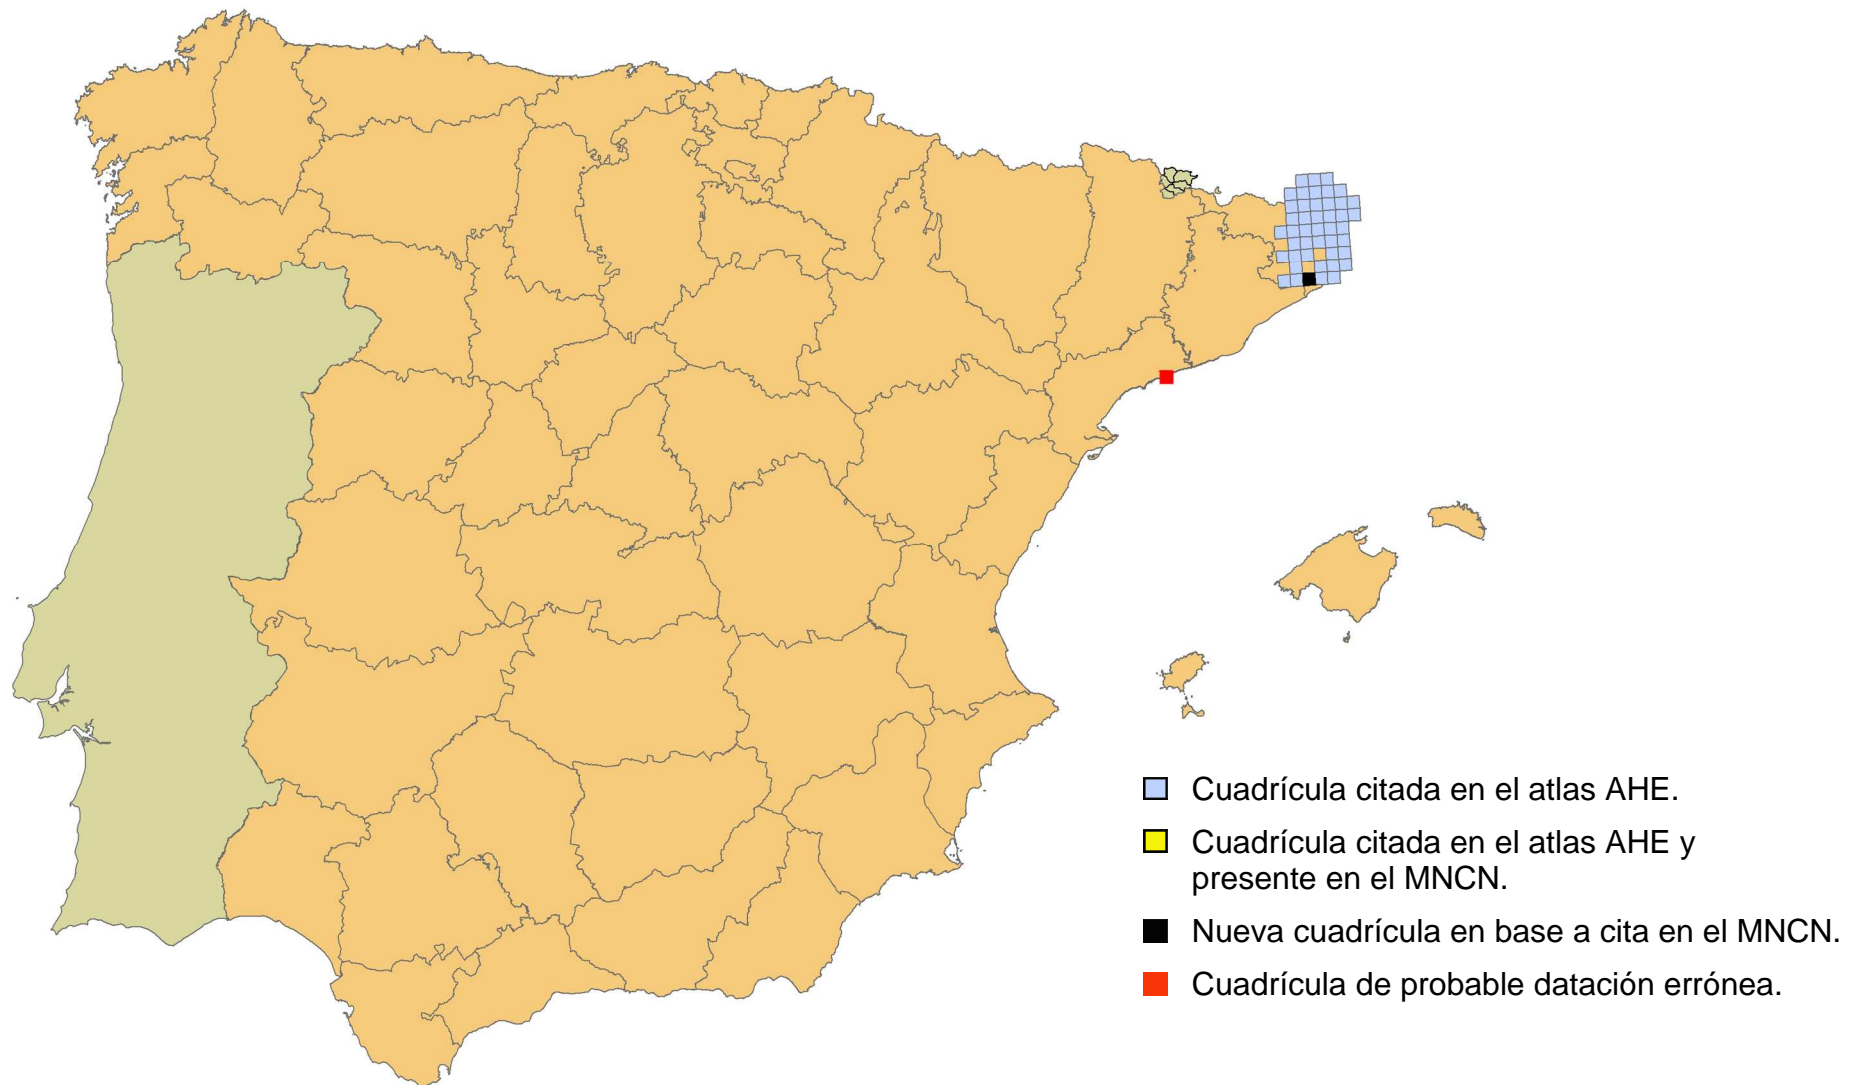 Cuadrícula citada en el atlas AHE.
Cuadrícula citada en el atlas AHE y
presente en el MNCN.
Nueva cuadrícula en base a cita en el MNCN.
Cuadrícula de probable datación errónea.